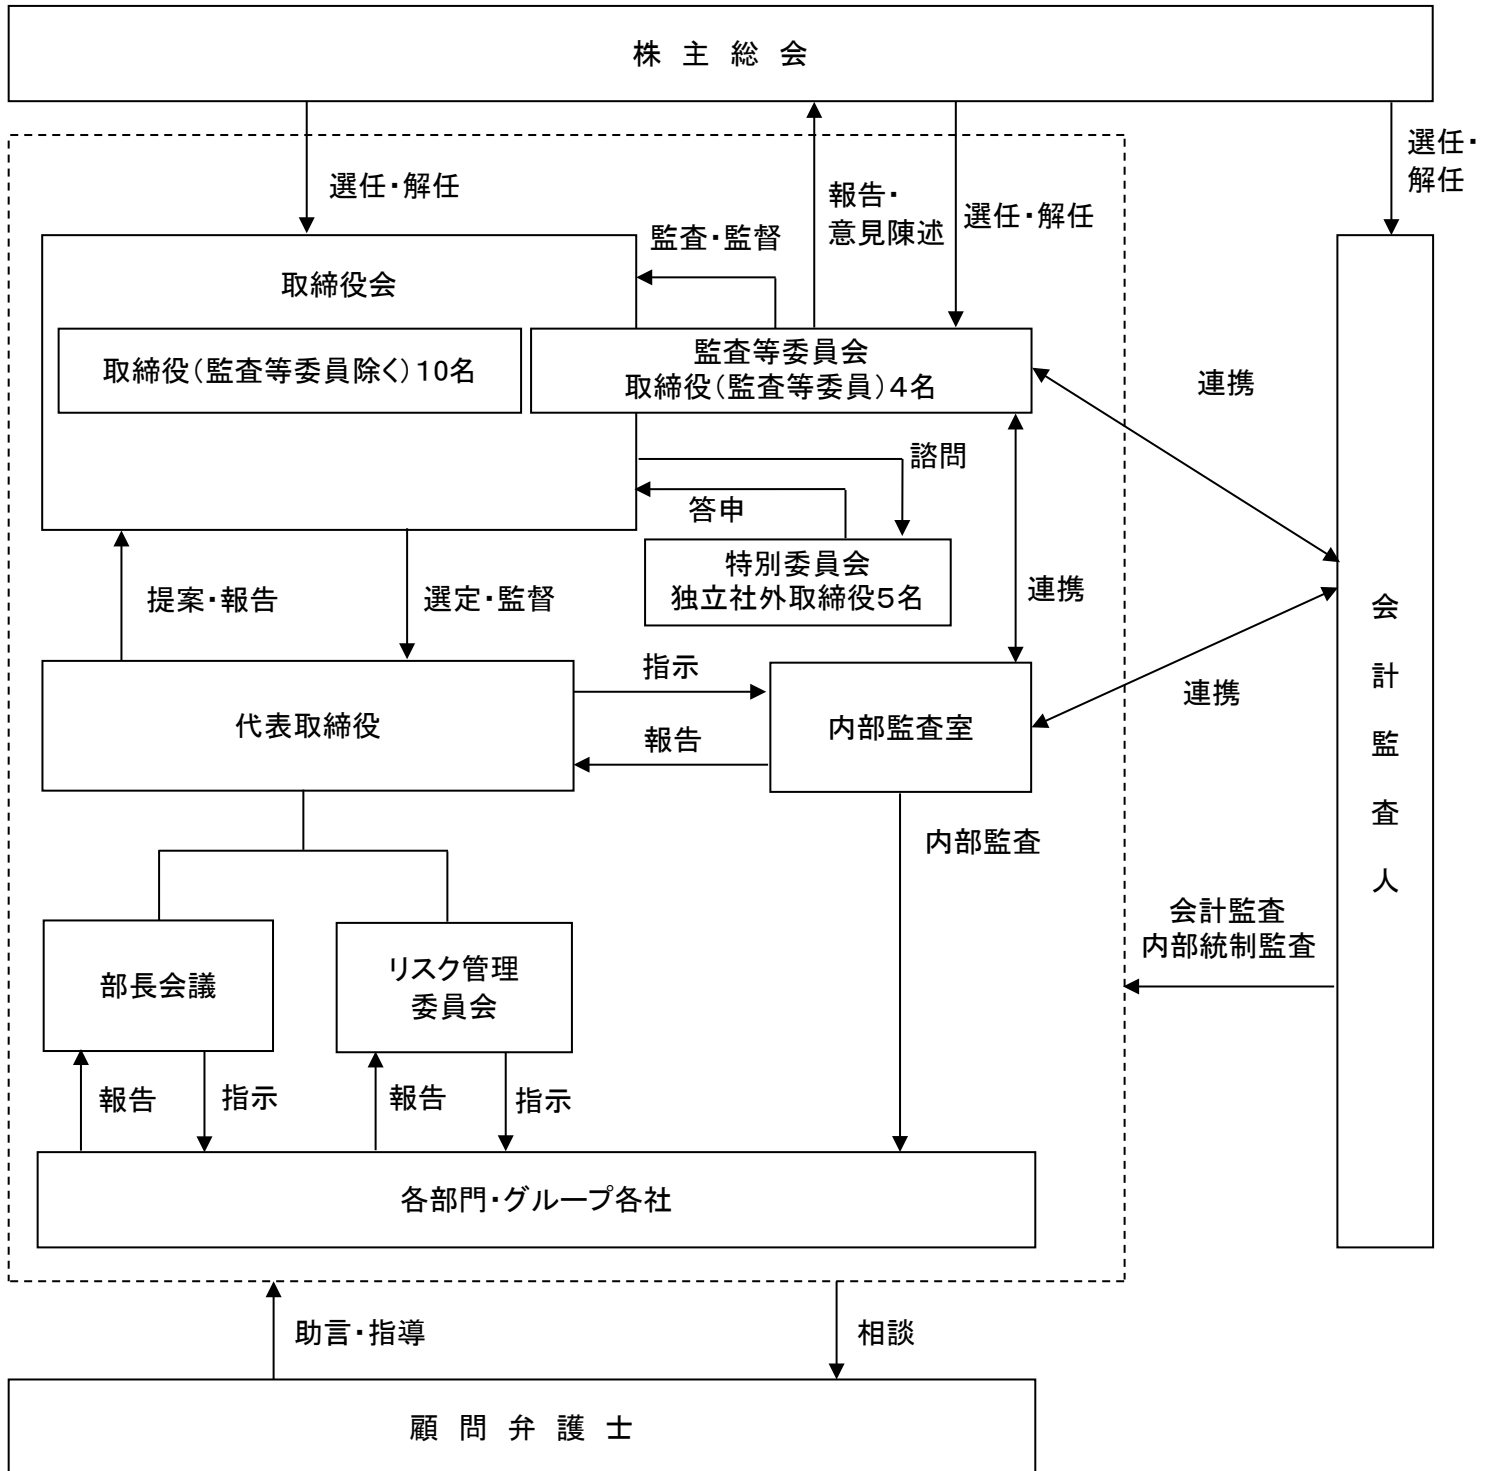 株 主 総 会
選任・
解任
選任・解任
報告・
意見陳述
選任・解任
監査・監督
取締役会
取締役(監査等委員除く)10名
監査等委員会
取締役(監査等委員)4名
連携
諮問
答申
特別委員会
独立社外取締役5名
提案・報告
選定・監督
連携
会計監査人
指示
代表取締役
内部監査室
連携
報告
内部監査
会計監査
内部統制監査
部長会議
リスク管理
委員会
報告
指示
報告
指示
各部門・グループ各社
助言・指導
相談
顧 問 弁 護 士